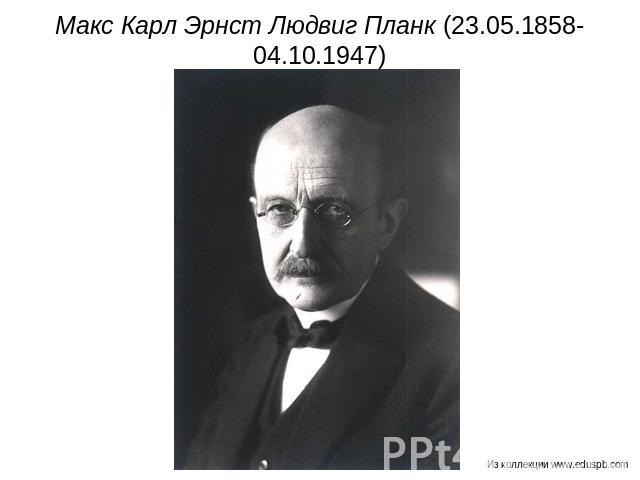 Макс Карл Эрнст Людвиг Планк (23.05.1858-
04.10.1947)
PPt4
Из коллекции www.eduspb.com